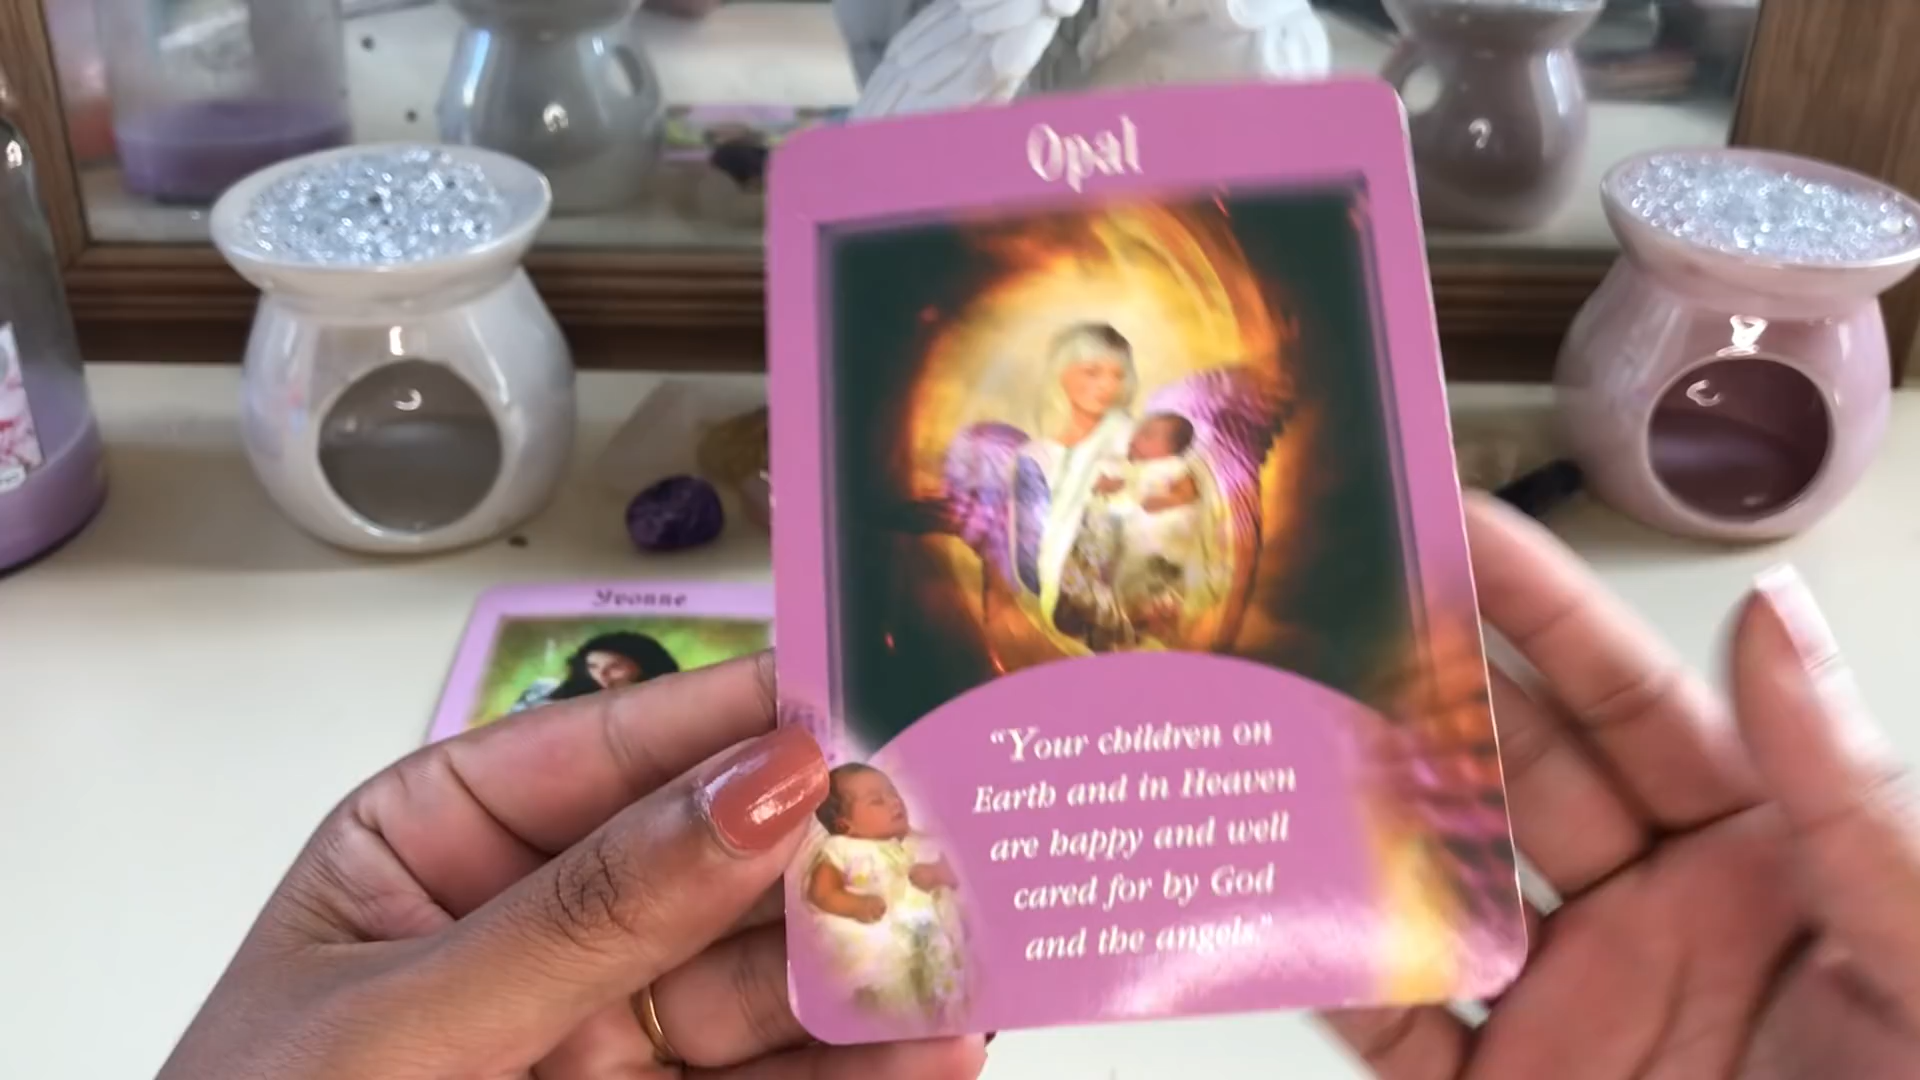 Opal
Yvonne
“Your children on
Earth and in Heaven
are happy and well
cared for by God
and the angels.”